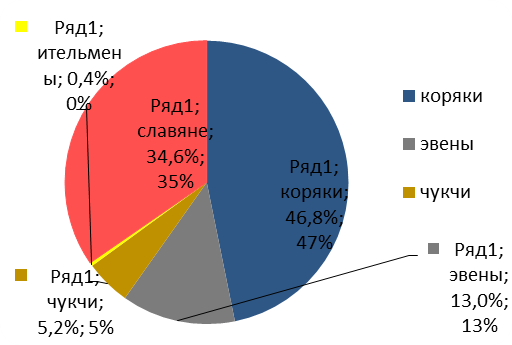 Ряд1;
ительмен
ы; 0,4%;
0%
Ряд1;
славяне;
34,6%;
35%
Ряд1;
коряки;
46,8%;
47%
коряки
эвены
чукчи
Ряд1;
чукчи;
5,2%; 5%
Ряд1;
эвены;
13,0%;
13%